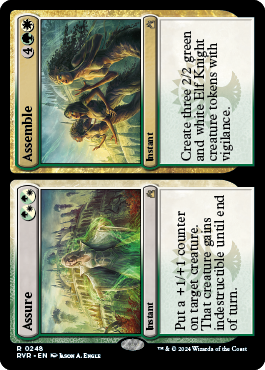 Assure
Instant
Put a +1/+1 counter
on target creature.
That creature gains
indestructible until end
of turn.
Assemble
4
Instant
Create three 2/2 green
and white Elf Knight
creature tokens with
vigilance.
R 0248
RVR • EN Jason A. Engle
™ & © 2024 Wizards of the Coast